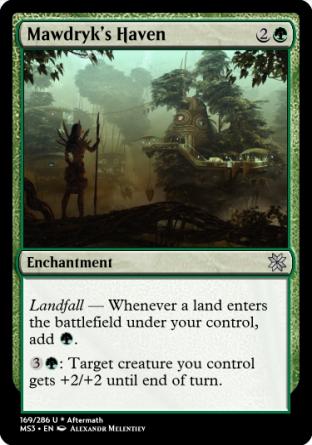 Mawdryk's Haven 2
Enchantment
Landfall — Whenever a land enters
the battlefield under your control,
add .
3 : Target creature you control
gets +2/+2 until end of turn.
169/286 U * Aftermath
MS3 • EN Alexandr Melentiev